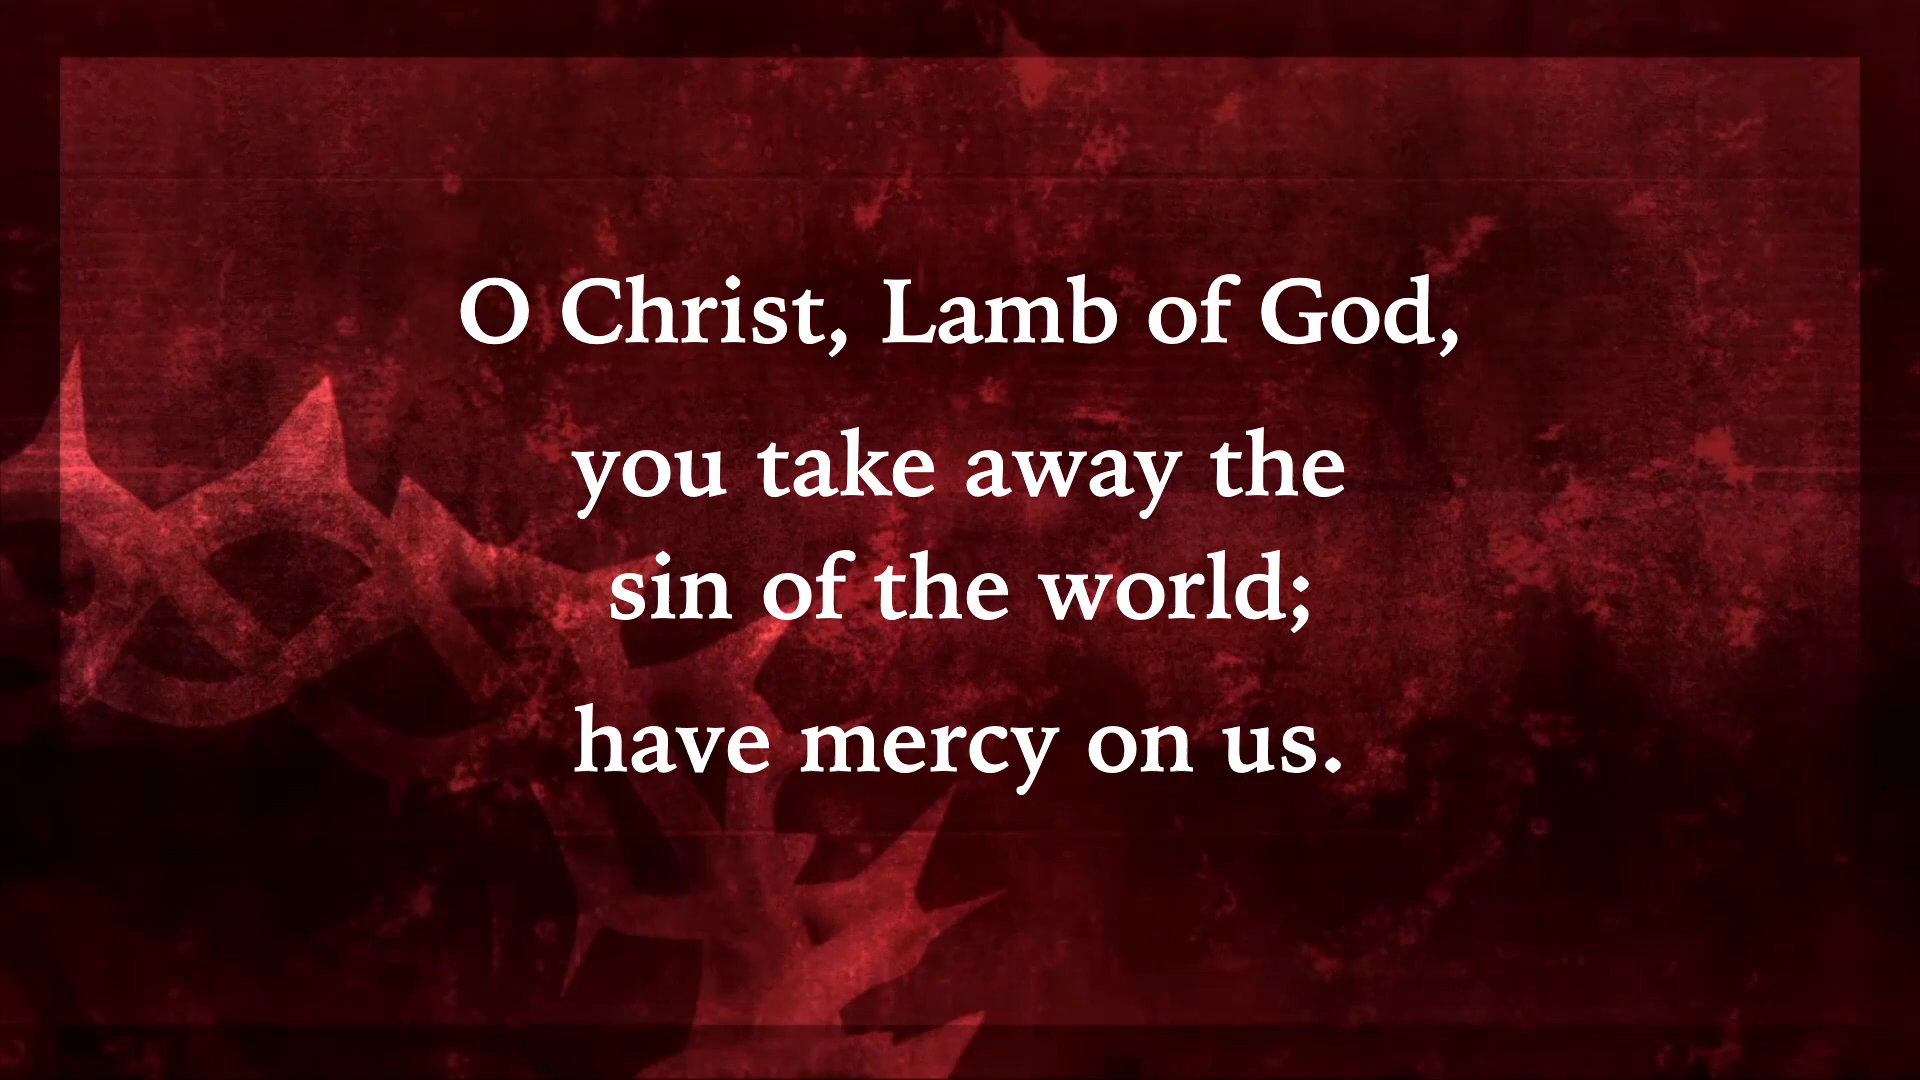 O Christ, Lamb of God,
you take away the
sin of the world;
have mercy on us.